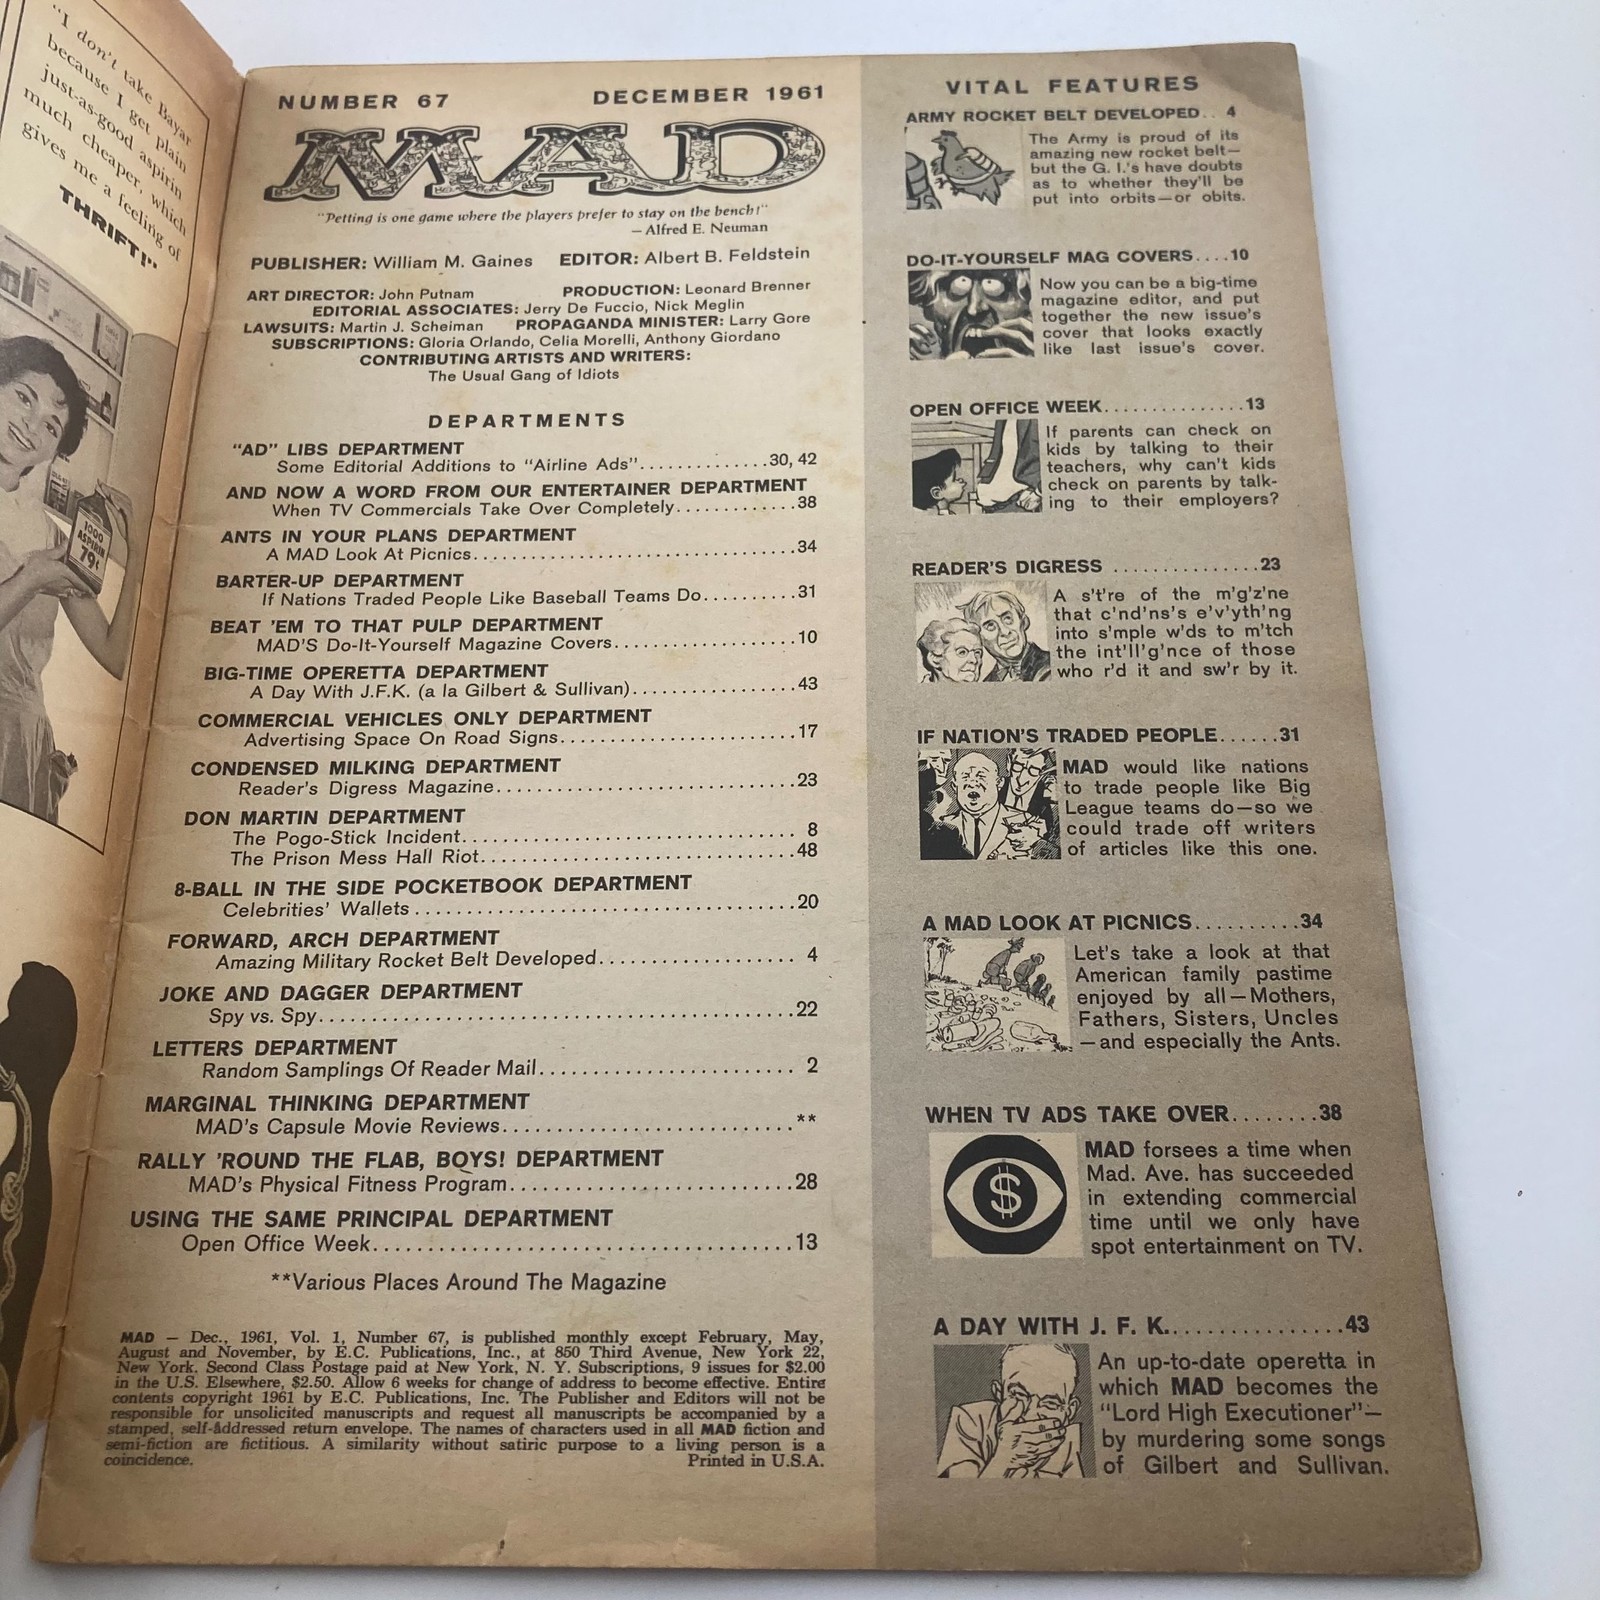 "I don't take Bayar
because I get plain
just-as-good aspirin
much cheaper, which
gives me a feeling of
THRIFT!"
1000
ASPIRIN
79¢
NUMBER 67
DECEMBER 1961
MAD
"Petting is one game where the players prefer to stay on the bench!"
— Alfred E. Neuman
PUBLISHER: William M. Gaines EDITOR: Albert B. Feldstein
ART DIRECTOR: John Putnam PRODUCTION: Leonard Brenner
EDITORIAL ASSOCIATES: Jerry De Fuccio, Nick Meglin
LAWSUITS: Martin J. Scheiman PROPAGANDA MINISTER: Larry Gore
SUBSCRIPTIONS: Gloria Orlando, Celia Morelli, Anthony Giordano
CONTRIBUTING ARTISTS AND WRITERS:
The Usual Gang of Idiots
DEPARTMENTS
"AD" LIBS DEPARTMENT
Some Editorial Additions to "Airline Ads"..............30, 42
AND NOW A WORD FROM OUR ENTERTAINER DEPARTMENT
When TV Commercials Take Over Completely.............38
ANTS IN YOUR PLANS DEPARTMENT
A MAD Look At Picnics...................................34
BARTER-UP DEPARTMENT
If Nations Traded People Like Baseball Teams Do..........31
BEAT 'EM TO THAT PULP DEPARTMENT
MAD'S Do-It-Yourself Magazine Covers....................10
BIG-TIME OPERETTA DEPARTMENT
A Day With J.F.K. (a la Gilbert & Sullivan).................43
COMMERCIAL VEHICLES ONLY DEPARTMENT
Advertising Space On Road Signs........................17
CONDENSED MILKING DEPARTMENT
Reader's Digress Magazine..............................23
DON MARTIN DEPARTMENT
The Pogo-Stick Incident................................. 8
The Prison Mess Hall Riot...............................48
8-BALL IN THE SIDE POCKETBOOK DEPARTMENT
Celebrities' Wallets ......................................20
FORWARD, ARCH DEPARTMENT
Amazing Military Rocket Belt Developed................... 4
JOKE AND DAGGER DEPARTMENT
Spy vs. Spy...............................................22
LETTERS DEPARTMENT
Random Samplings Of Reader Mail......................... 2
MARGINAL THINKING DEPARTMENT
MAD's Capsule Movie Reviews.............................**
RALLY 'ROUND THE FLAB, BOYS! DEPARTMENT
MAD's Physical Fitness Program...........................28
USING THE SAME PRINCIPAL DEPARTMENT
Open Office Week.........................................13
**Various Places Around The Magazine
MAD — Dec., 1961, Vol. 1, Number 67, is published monthly except February, May,
August and November, by E.C. Publications, Inc., at 850 Third Avenue, New York 22,
New York. Second Class Postage paid at New York, N. Y. Subscriptions, 9 issues for $2.00
in the U.S. Elsewhere, $2.50. Allow 6 weeks for change of address to become effective. Entire
contents copyright 1961 by E.C. Publications, Inc. The Publisher and Editors will not be
responsible for unsolicited manuscripts and request all manuscripts be accompanied by a
stamped, self-addressed return envelope. The names of characters used in all MAD fiction and
semi-fiction are fictitious. A similarity without satiric purpose to a living person is a
coincidence. Printed in U.S.A.
VITAL FEATURES
ARMY ROCKET BELT DEVELOPED.. 4
The Army is proud of its
amazing new rocket belt—
but the G. I.'s have doubts
as to whether they'll be
put into orbits—or obits.
DO-IT-YOURSELF MAG COVERS....10
Now you can be a big-time
magazine editor, and put
together the new issue's
cover that looks exactly
like last issue's cover.
OPEN OFFICE WEEK...............13
If parents can check on
kids by talking to their
teachers, why can't kids
check on parents by talk-
ing to their employers?
READER'S DIGRESS ...............23
A s't're of the m'g'z'ne
that c'nd'ns's e'v'yth'ng
into s'mple w'ds to m'tch
the int'll'g'nce of those
who r'd it and sw'r by it.
IF NATION'S TRADED PEOPLE......31
MAD would like nations
to trade people like Big
League teams do—so we
could trade off writers
of articles like this one.
A MAD LOOK AT PICNICS..........34
Let's take a look at that
American family pastime
enjoyed by all—Mothers,
Fathers, Sisters, Uncles
—and especially the Ants.
WHEN TV ADS TAKE OVER........38
MAD forsees a time when
Mad. Ave. has succeeded
in extending commercial
time until we only have
spot entertainment on TV.
$
A DAY WITH J. F. K...............43
An up-to-date operetta in
which MAD becomes the
"Lord High Executioner"—
by murdering some songs
of Gilbert and Sullivan.